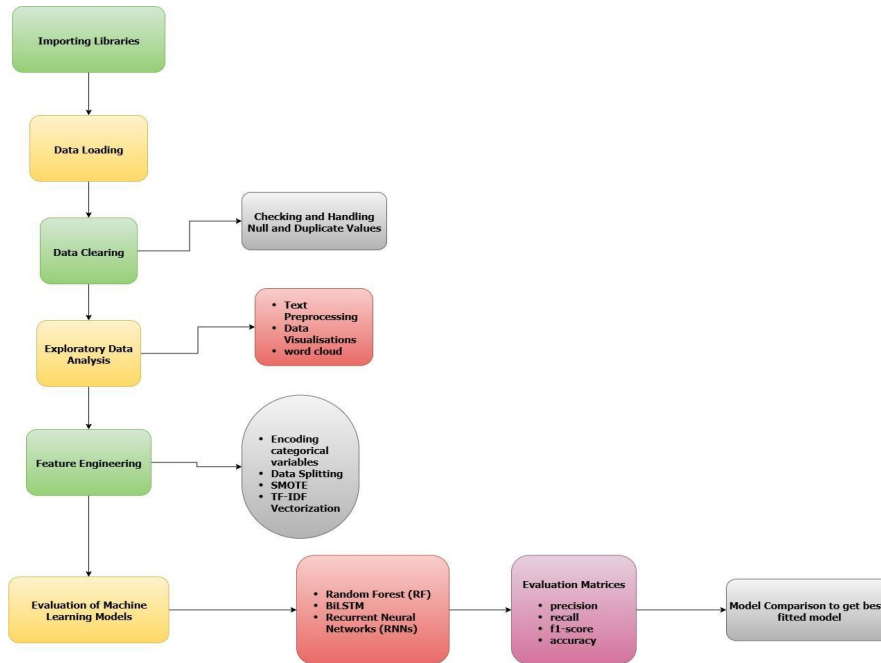 Importing Libraries
Data Loading
Data Clearing
Checking and Handling
Null and Duplicate Values
Exploratory Data
Analysis
• Text
Preprocessing
• Data
Visualisations
• word cloud
Feature Engineering
• Encoding
categorical
variables
• Data Splitting
• SMOTE
• TF-IDF
Vectorization
Evaluation of Machine
Learning Models
• Random Forest (RF)
• BiLSTM
• Recurrent Neural
Networks (RNNs)
Evaluation Matrices
• precision
• recall
• f1-score
• accuracy
Model Comparison to get bes
fitted model